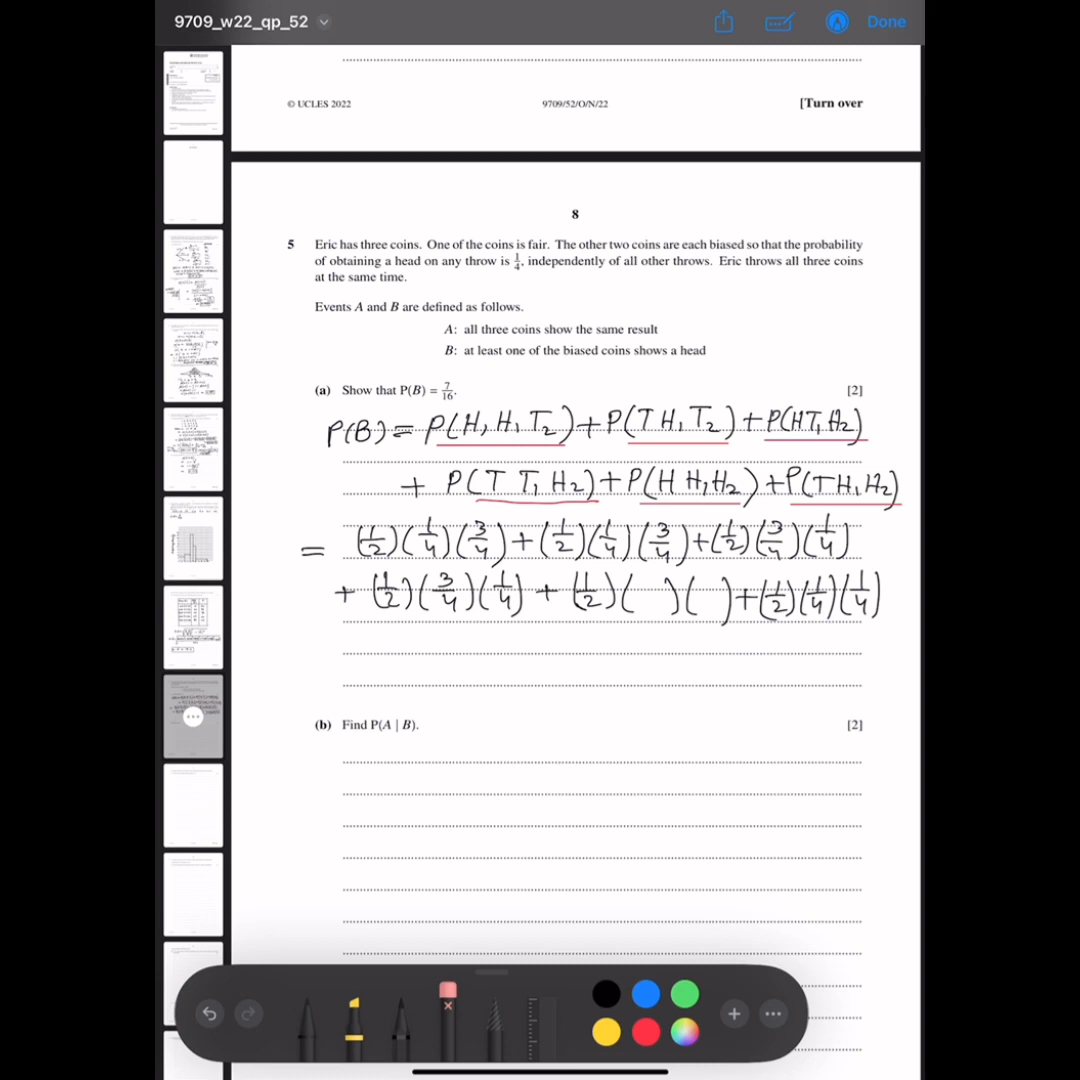 9709_w22_qp_52
Done
© UCLES 2022
9709/52/O/N/22
[Turn over
8
5 Eric has three coins. One of the coins is fair. The other two coins are each biased so that the probability
of obtaining a head on any throw is 1/4, independently of all other throws. Eric throws all three coins
at the same time.
Events A and B are defined as follows.
A: all three coins show the same result
B: at least one of the biased coins shows a head
(a) Show that P(B) = 7/16. [2]
P(B) = P(H, H₁ T₂) + P(T H₁ T₂) + P(H T₁ H₂)
+ P(T T₁ H₂) + P(H H₁ H₂) + P(T H₁ H₂)
= (1/2)(1/4)(3/4) + (1/2)(1/4)(3/4) + (1/2)(3/4)(1/4)
+ (1/2)(3/4)(1/4) + (1/2)( )( ) + (1/2)(1/4)(1/4)
(b) Find P(A | B). [2]